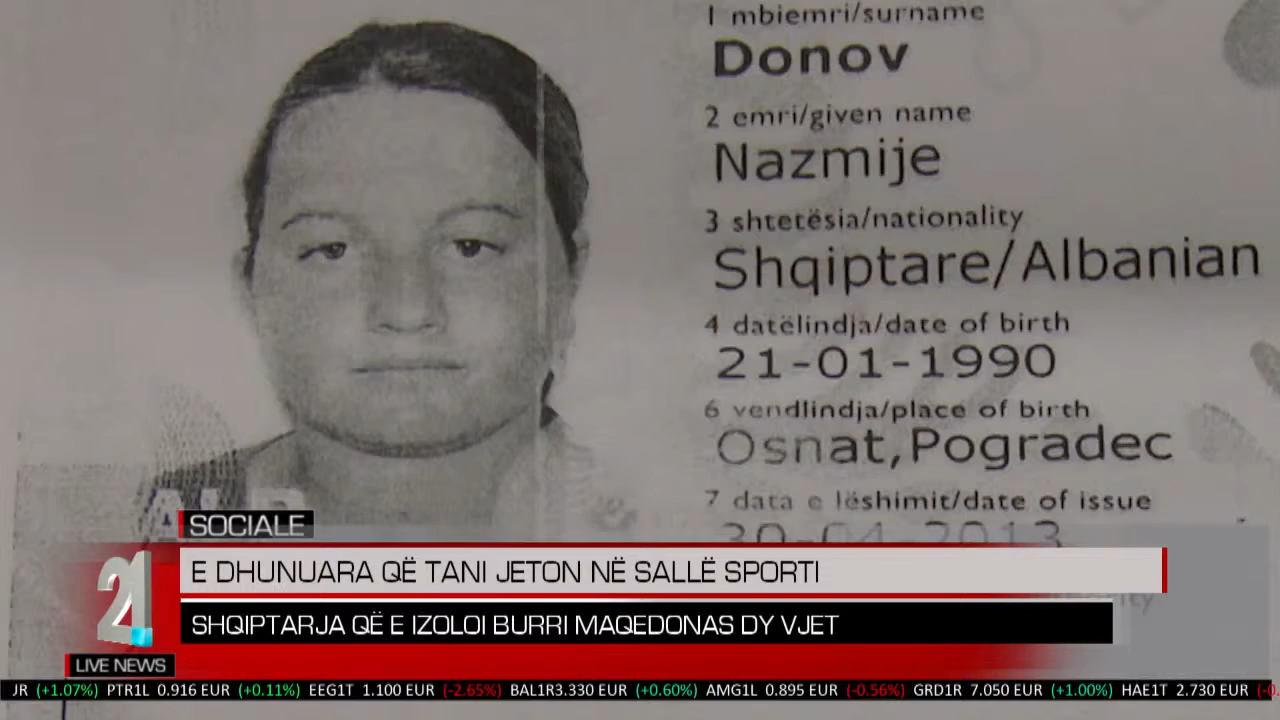 1 mbiemri/surname
Donov
2 emri/given name
Nazmije
3 shtetësia/nationality
Shqiptare/Albanian
4 datëlindja/date of birth
21-01-1990
6 vendlindja/place of birth
Osnat,Pogradec
7 data e lëshimit/date of issue
30-04-2013
SOCIALE
21
E DHUNUARA QË TANI JETON NË SALLË SPORTI
SHQIPTARJA QË E IZOLOI BURRI MAQEDONAS DY VJET
LIVE NEWS
JR (+1.07%) PTR1L 0.916 EUR (+0.11%) EEG1T 1.100 EUR (-2.65%) BAL1R3.330 EUR (+0.60%) AMG1L 0.895 EUR (-0.56%) GRD1R 7.050 EUR (+1.00%) HAE1T 2.730 EUR